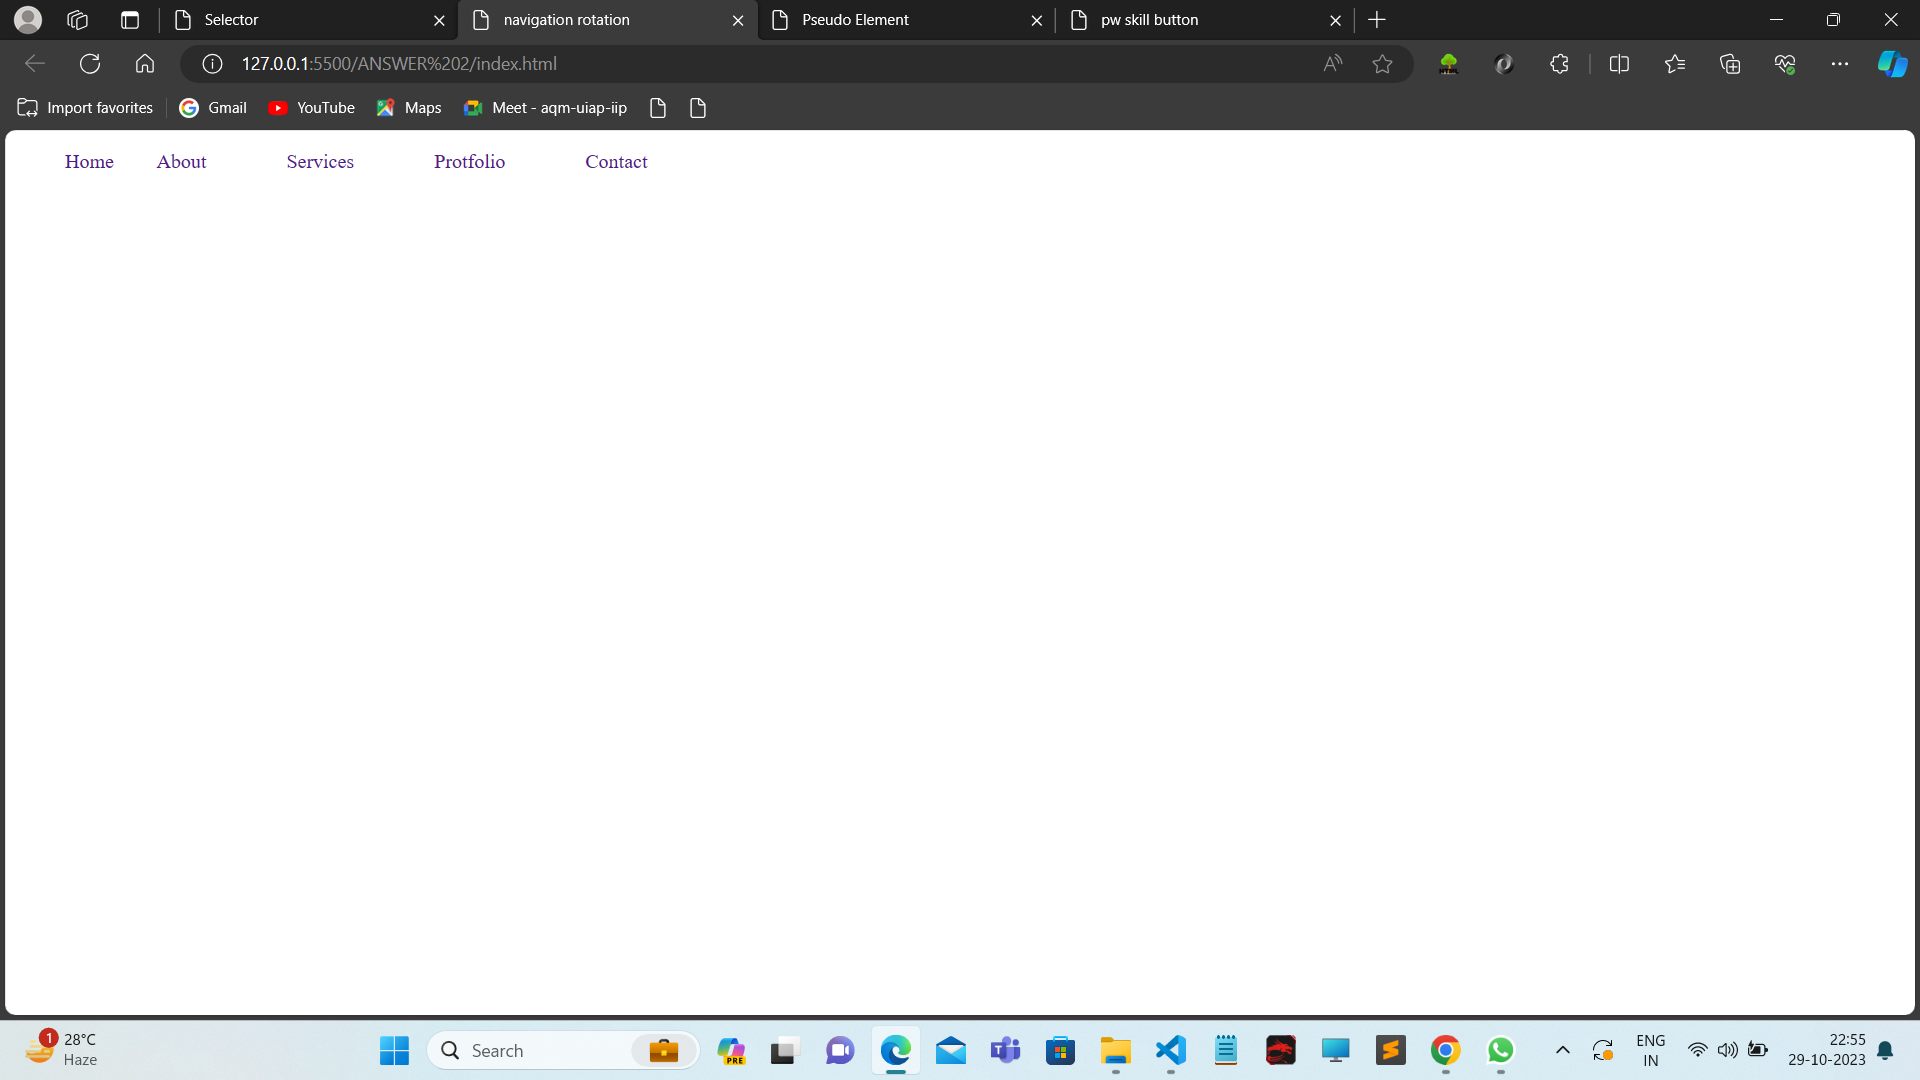 Selector
navigation rotation
Pseudo Element
pw skill button
127.0.0.1:5500/ANSWER%202/index.html
Import favorites
Gmail
YouTube
Maps
Meet - aqm-uiap-iip
Home
About
Services
Protfolio
Contact
1
28°C
Haze
Search
PRE
ENG
IN
22:55
29-10-2023